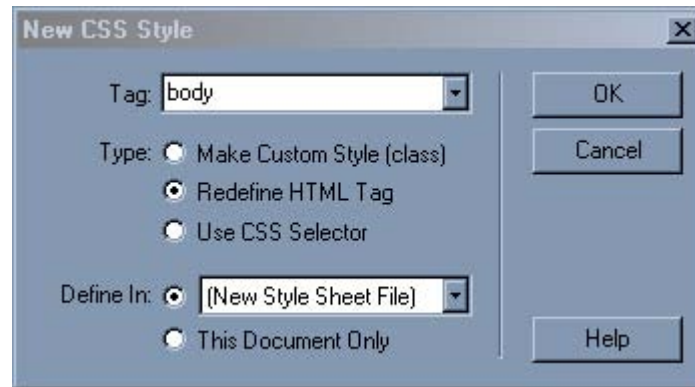 New CSS Style
Tag: body
OK
Type: Make Custom Style (class)
Cancel
Redefine HTML Tag
Use CSS Selector
Define In: (New Style Sheet File)
This Document Only
Help